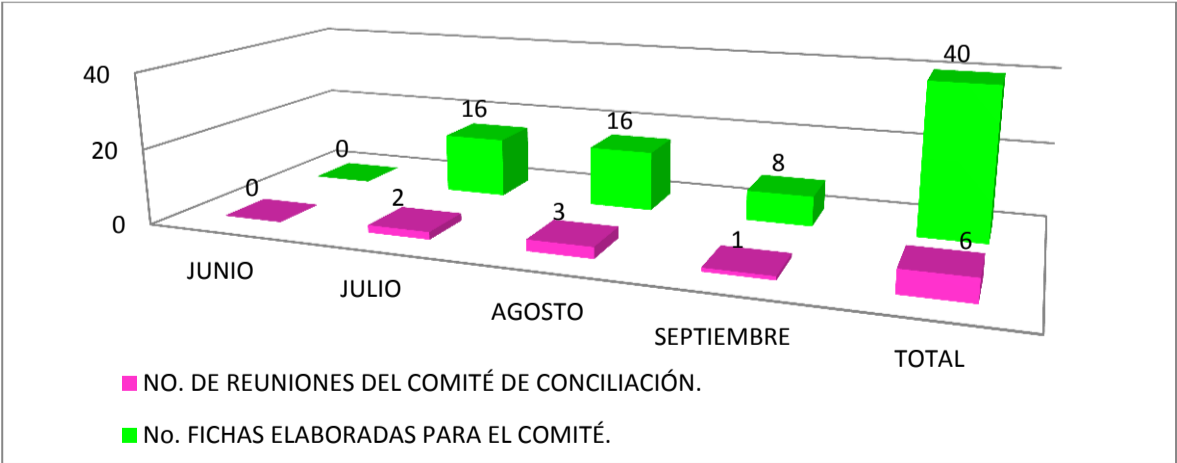 40
20
0
0
16
16
8
40
0
2
3
1
6
JUNIO
JULIO
AGOSTO
SEPTIEMBRE
TOTAL
NO. DE REUNIONES DEL COMITÉ DE CONCILIACIÓN.
No. FICHAS ELABORADAS PARA EL COMITÉ.